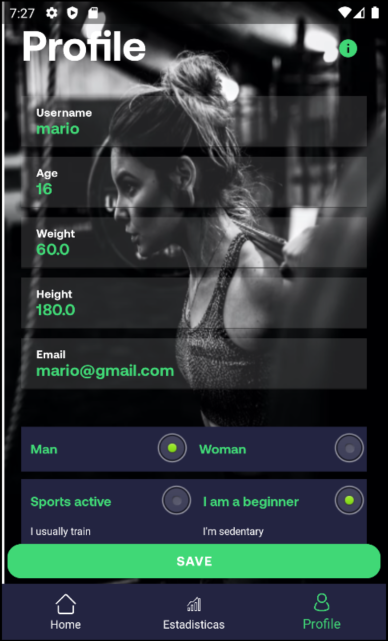 7:27
Profile
Username
mario
Age
16
Weight
60.0
Height
180.0
Email
mario@gmail.com
Man Woman
Sports active I am a beginner
I usually train I'm sedentary
SAVE
Home Estadisticas Profile